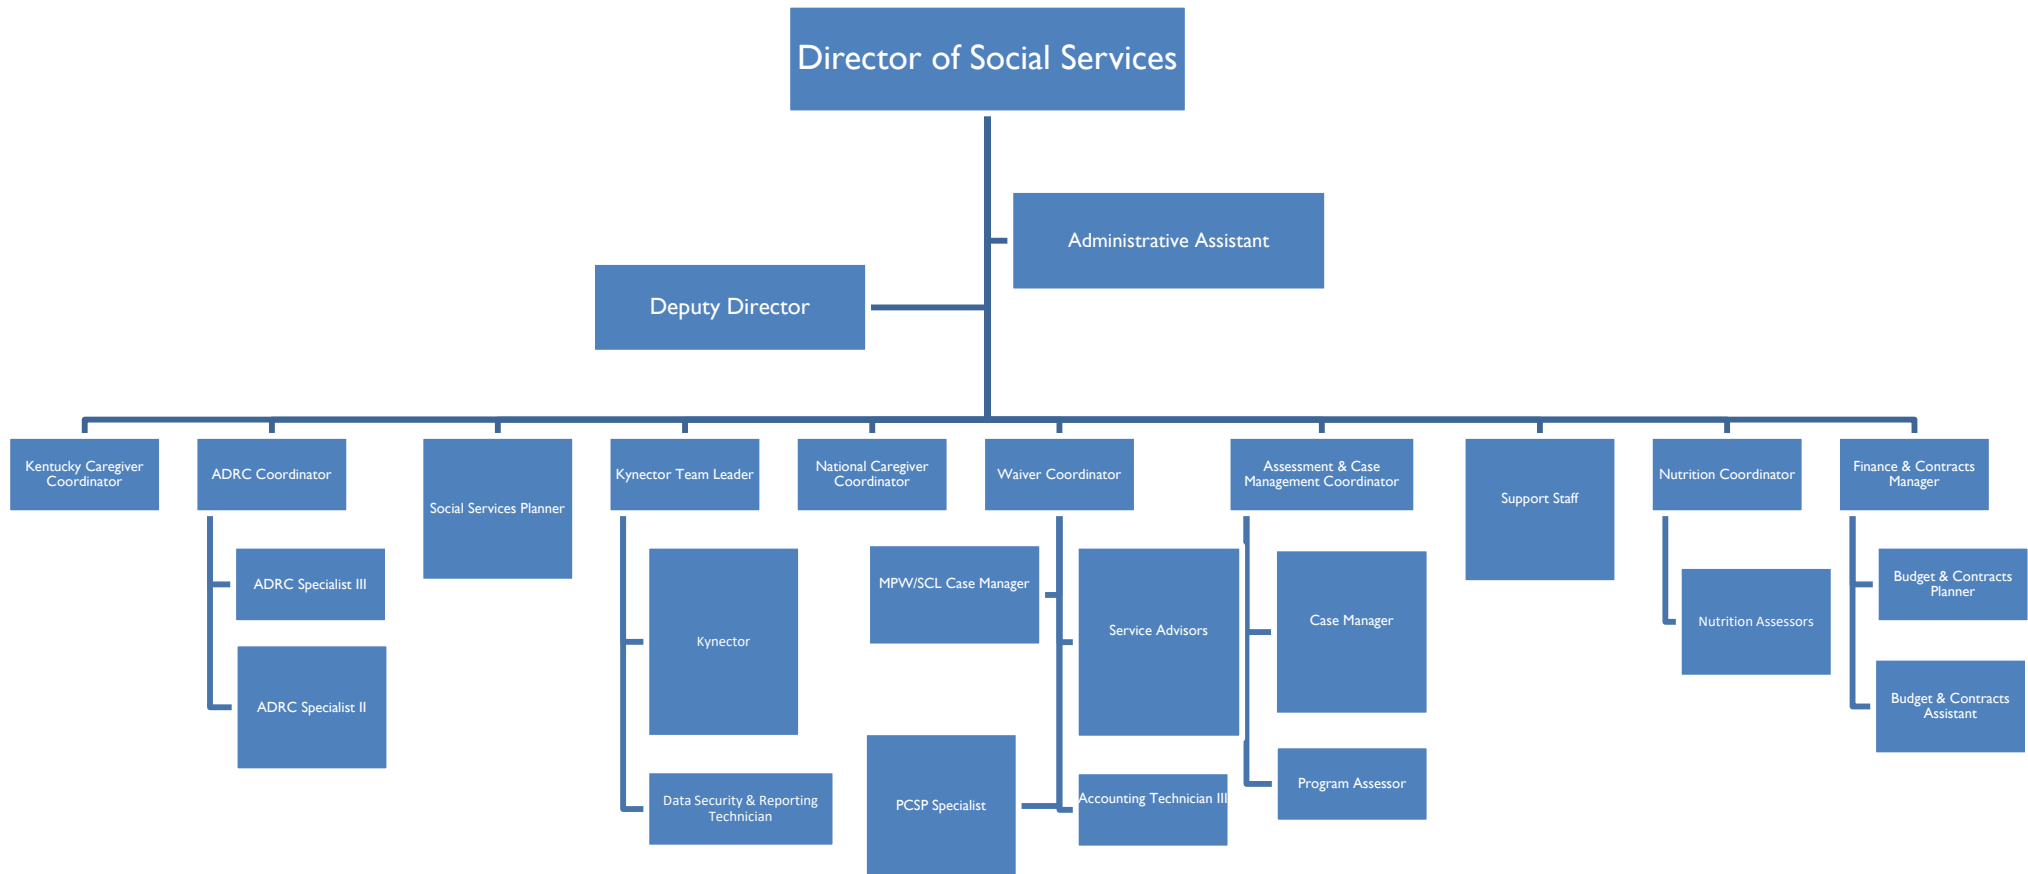 Director of Social Services
Administrative Assistant
Deputy Director
Kentucky Caregiver
Coordinator
ADRC Coordinator
Social Services Planner
Kynector Team Leader
National Caregiver
Coordinator
Waiver Coordinator
Assessment & Case
Management Coordinator
Support Staff
Nutrition Coordinator
Finance & Contracts
Manager
ADRC Specialist III
ADRC Specialist II
Kynector
Data Security & Reporting
Technician
MPW/SCL Case Manager
Service Advisors
PCSP Specialist
Accounting Technician III
Case Manager
Program Assessor
Nutrition Assessors
Budget & Contracts
Planner
Budget & Contracts
Assistant